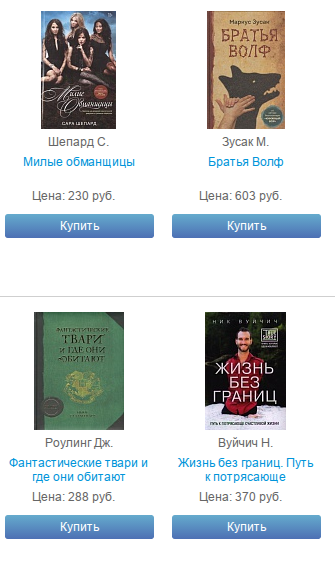 Милые
Обманщицы
САРА ШЕПАРД
Шепард С.
Милые обманщицы
Цена: 230 руб.
Купить
Маркус Зусак
БРАТЬЯ
ВОЛФ
Зусак М.
Братья Волф
Цена: 603 руб.
Купить
ФАНТАСТИЧЕСКИЕ
ТВАРИ
И ГДЕ ОНИ
ОБИТАЮТ
Роулинг Дж.
Фантастические твари и
где они обитают
Цена: 288 руб.
Купить
НИК ВУЙЧИЧ
ЖИЗНЬ
БЕЗ
ГРАНИЦ
ПУТЬ К ПОТРЯСАЮЩЕ СЧАСТЛИВОЙ ЖИЗНИ
Вуйчич Н.
Жизнь без границ. Путь
к потрясающе
Цена: 370 руб.
Купить